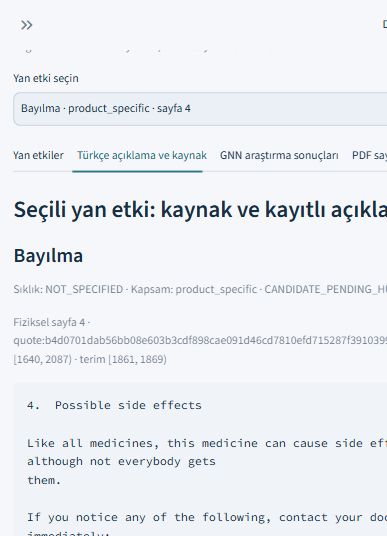 »
D
Yan etki seçin
Bayılma · product_specific · sayfa 4
Yan etkiler Türkçe açıklama ve kaynak GNN araştırma sonuçları PDF say
Seçili yan etki: kaynak ve kayıtlı açıkla
Bayılma
Sıklık: NOT_SPECIFIED · Kapsam: product_specific · CANDIDATE_PENDING_HU
Fiziksel sayfa 4 ·
quote:b4d0701dab56bb08e603b3cdf898cae091d46cd7810efd715287f391039
[1640, 2087) · terim [1861, 1869)
4. Possible side effects
Like all medicines, this medicine can cause side eff
although not everybody gets
them.
If you notice any of the following, contact your doc
immediately: